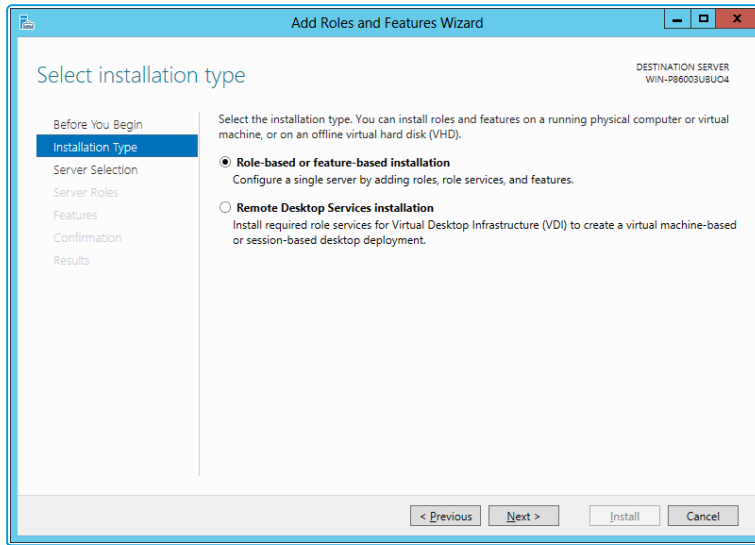 Add Roles and Features Wizard
Select installation type
DESTINATION SERVER
WIN-P86003UBUO4
Before You Begin
Installation Type
Server Selection
Server Roles
Features
Confirmation
Results
Select the installation type. You can install roles and features on a running physical computer or virtual
machine, or on an offline virtual hard disk (VHD).
Role-based or feature-based installation
Configure a single server by adding roles, role services, and features.
Remote Desktop Services installation
Install required role services for Virtual Desktop Infrastructure (VDI) to create a virtual machine-based
or session-based desktop deployment.
< Previous
Next >
Install
Cancel